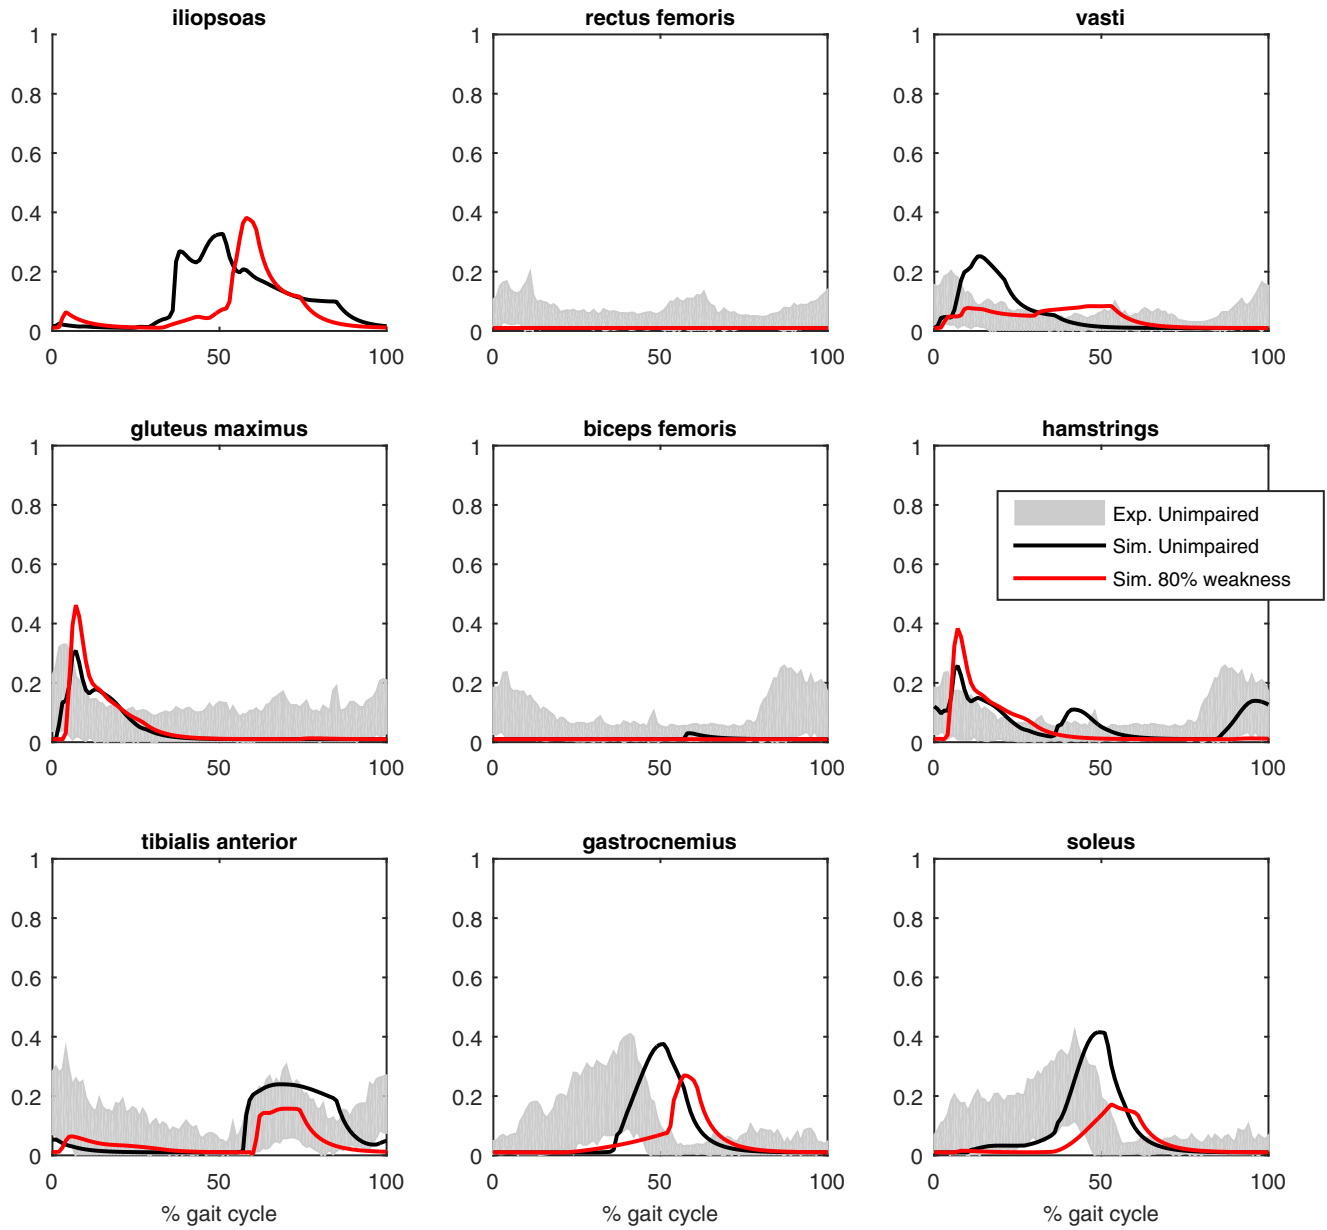 iliopsoas
rectus femoris
vasti
1
0.8
0.6
0.4
0.2
0
0 50 100
1
0.8
0.6
0.4
0.2
0
0 50 100
1
0.8
0.6
0.4
0.2
0
0 50 100
gluteus maximus
biceps femoris
hamstrings
1
0.8
0.6
0.4
0.2
0
0 50 100
1
0.8
0.6
0.4
0.2
0
0 50 100
1
0.8
0.6
0.4
0.2
0
0 50 100
Exp. Unimpaired
Sim. Unimpaired
Sim. 80% weakness
tibialis anterior
gastrocnemius
soleus
1
0.8
0.6
0.4
0.2
0
0 50 100
% gait cycle
1
0.8
0.6
0.4
0.2
0
0 50 100
% gait cycle
1
0.8
0.6
0.4
0.2
0
0 50 100
% gait cycle